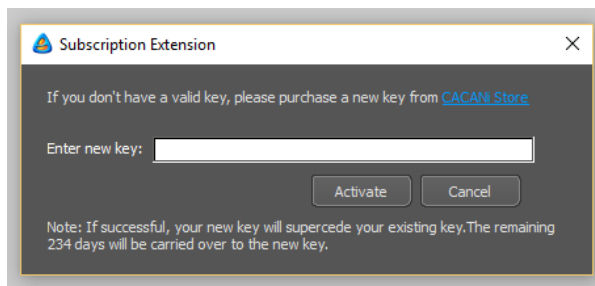 Subscription Extension
If you don't have a valid key, please purchase a new key from CACANi Store
Enter new key:
Activate Cancel
Note: If successful, your new key will supercede your existing key.The remaining
234 days will be carried over to the new key.